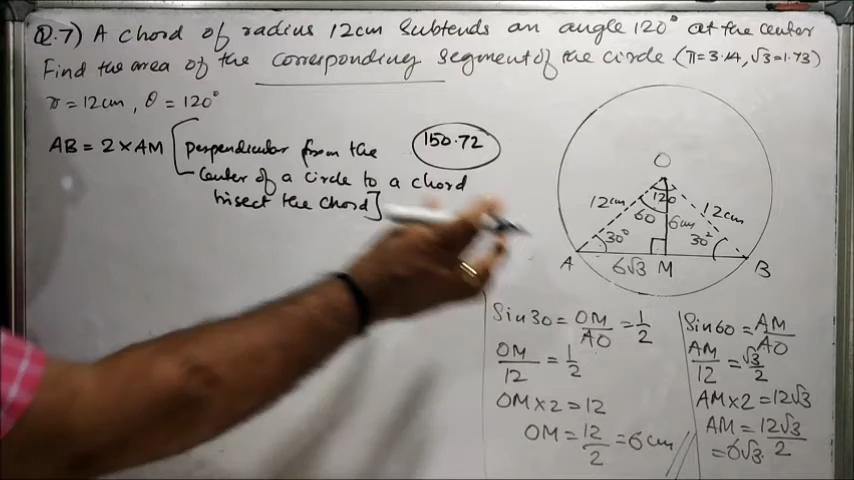 Q.7) A chord of radius 12cm subtends an angle 120° at the center
Find the area of the corresponding segment of the circle (π=3.14, √3=1.73)
r = 12cm, θ = 120°
AB = 2 × AM [perpendicular from the
center of a circle to a chord
bisect the chord]
150.72
O
120
12cm
60
6cm
12cm
30°
30°
A
6√3
M
B
Sin30 = OM/AO = 1/2
OM/12 = 1/2
OM×2 = 12
OM = 12/2 = 6cm
Sin60 = AM/AO
AM/12 = √3/2
AM×2 = 12√3
AM = 12√3/2
= 6√3.